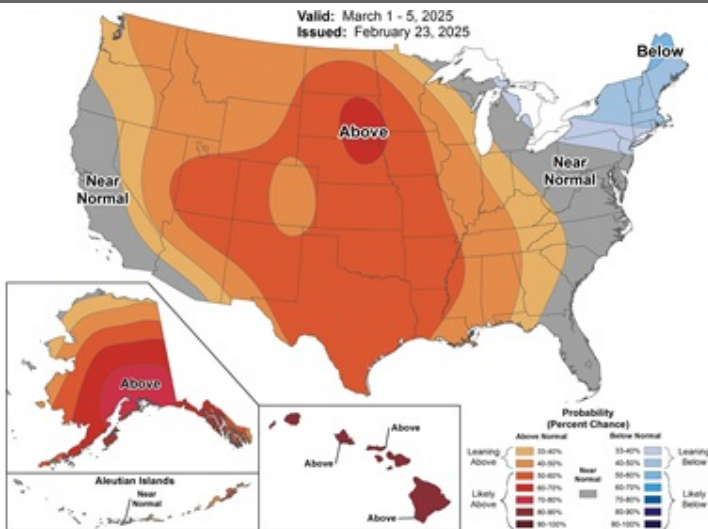 Valid: March 1 - 5, 2025
Issued: February 23, 2025
Below
Above
Near
Normal
Near
Normal
Above
Aleutian Islands
Near
Normal
Above
Above
Above
Probability
(Percent Chance)
Above Normal
Below Normal
Leaning
Above
Likely
Above
33-40%
40-50%
50-60%
60-70%
70-80%
80-90%
90-100%
Near
Normal
33-40%
40-50%
50-60%
60-70%
70-80%
80-90%
90-100%
Leaning
Below
Likely
Below